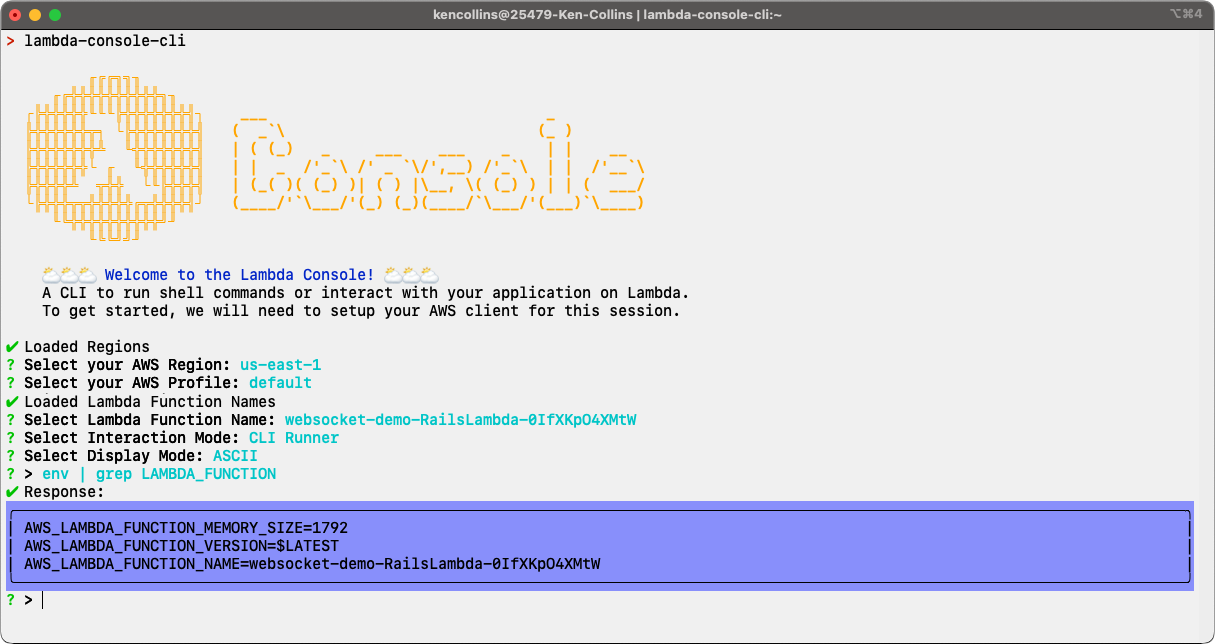 kencollins@25479-Ken-Collins | lambda-console-cli:~
⌥⌘4
> lambda-console-cli
Console
Welcome to the Lambda Console!
A CLI to run shell commands or interact with your application on Lambda.
To get started, we will need to setup your AWS client for this session.
✔ Loaded Regions
? Select your AWS Region: us-east-1
? Select your AWS Profile: default
✔ Loaded Lambda Function Names
? Select Lambda Function Name: websocket-demo-RailsLambda-0IfXKpO4XMtW
? Select Interaction Mode: CLI Runner
? Select Display Mode: ASCII
? > env | grep LAMBDA_FUNCTION
✔ Response:
AWS_LAMBDA_FUNCTION_MEMORY_SIZE=1792
AWS_LAMBDA_FUNCTION_VERSION=$LATEST
AWS_LAMBDA_FUNCTION_NAME=websocket-demo-RailsLambda-0IfXKpO4XMtW
? >